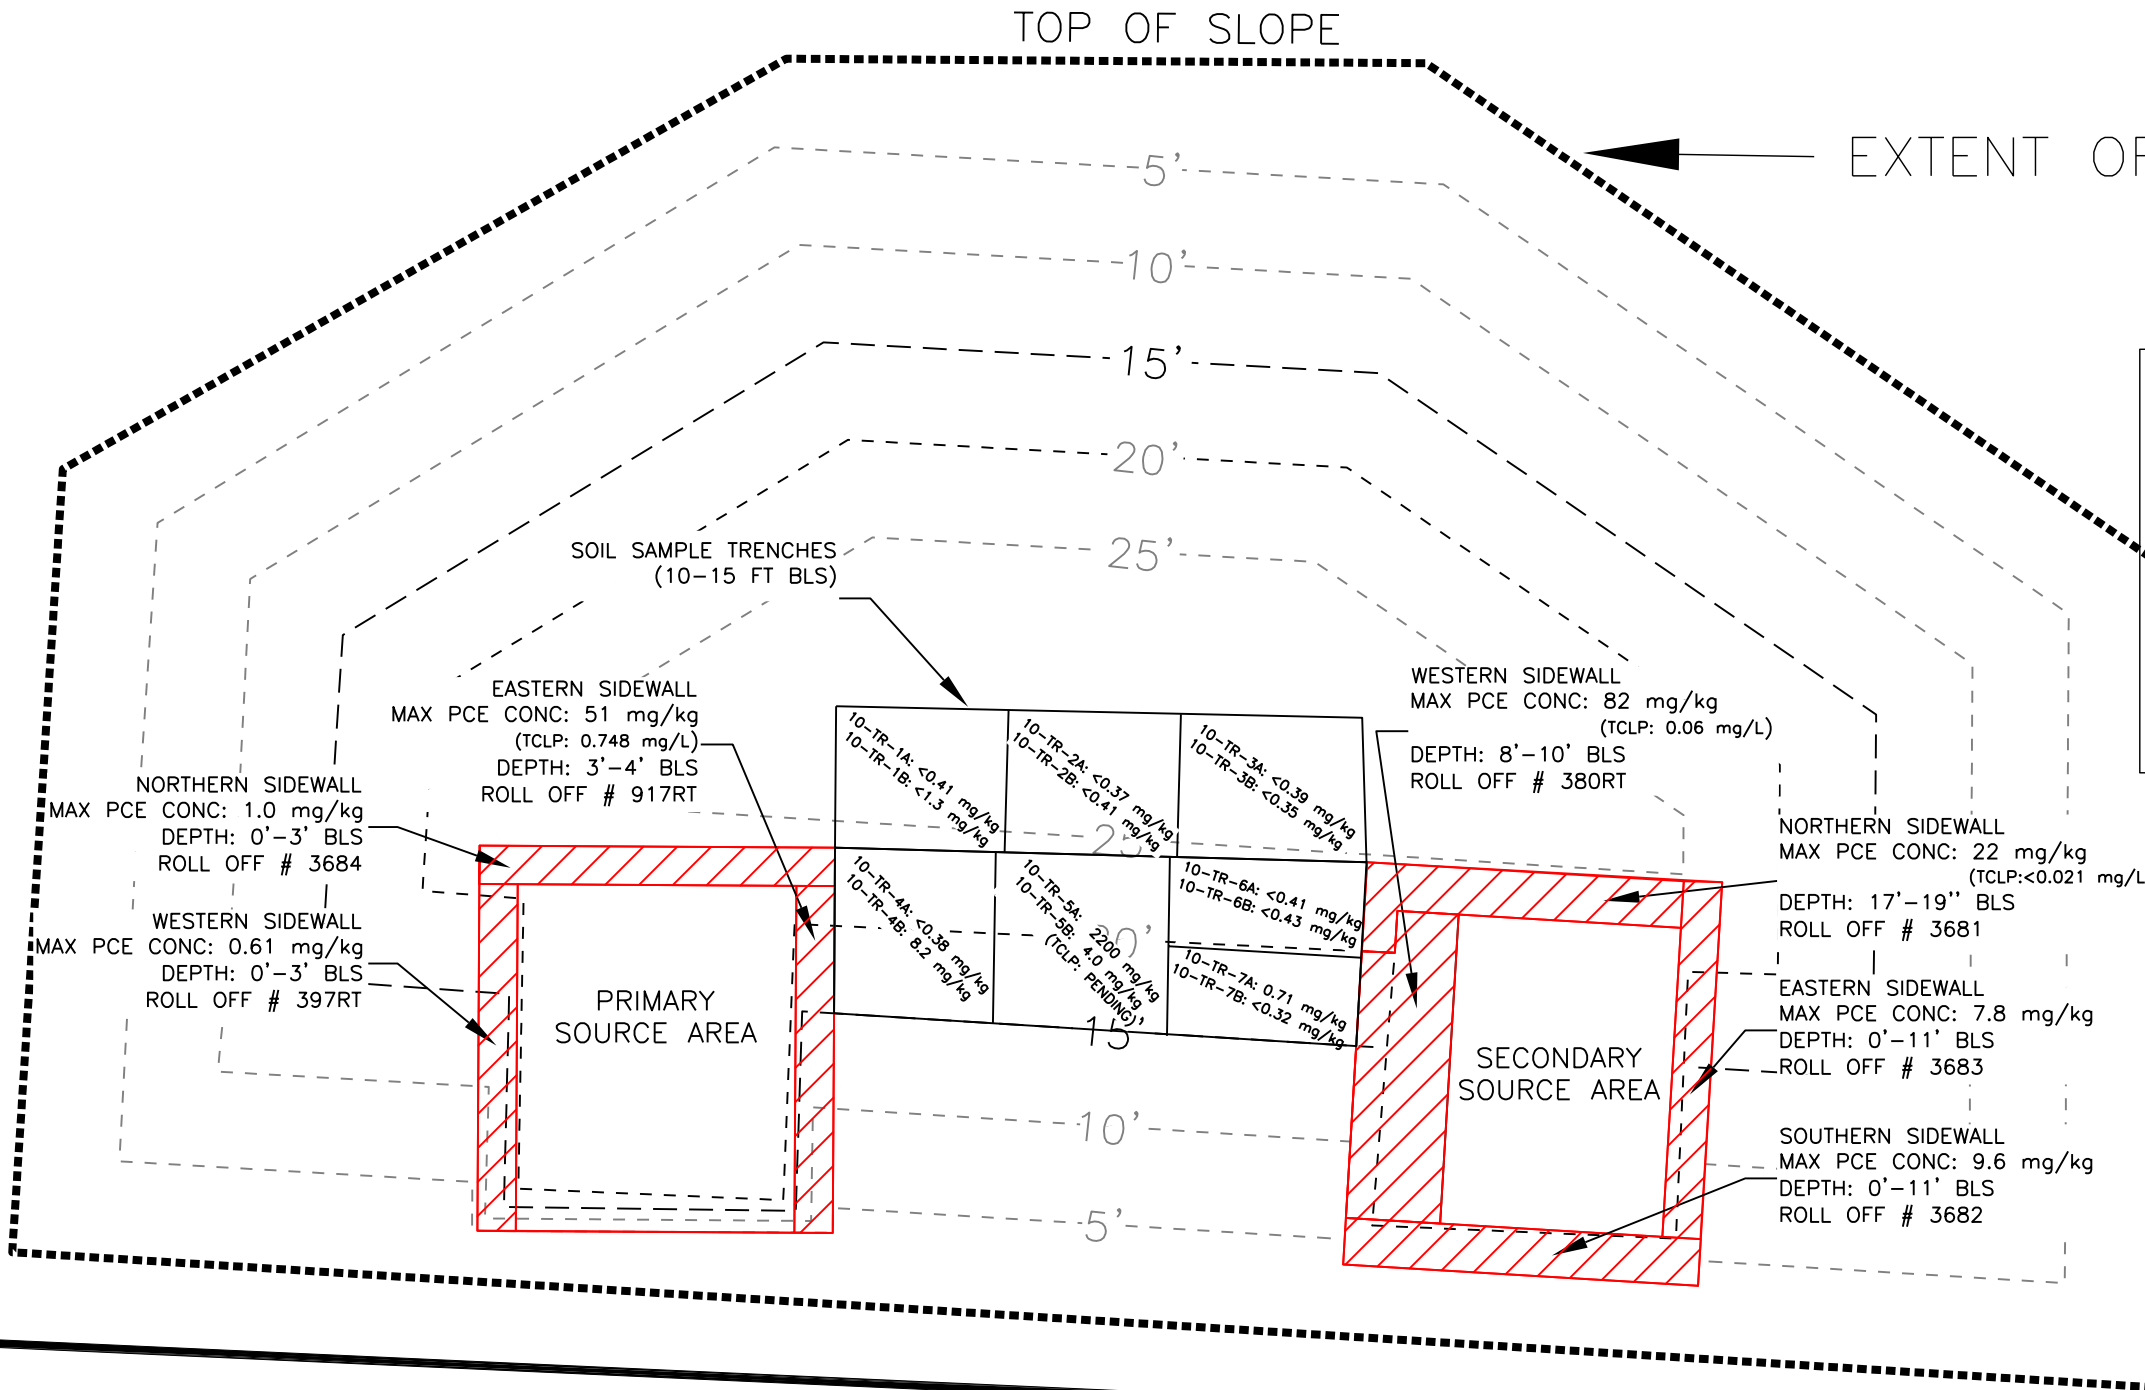 TOP OF SLOPE
EXTENT OF
5'
10'
15'
20'
25'
SOIL SAMPLE TRENCHES
(10-15 FT BLS)
EASTERN SIDEWALL
MAX PCE CONC: 51 mg/kg
(TCLP: 0.748 mg/L)
DEPTH: 3'-4' BLS
ROLL OFF # 917RT
WESTERN SIDEWALL
MAX PCE CONC: 82 mg/kg
(TCLP: 0.06 mg/L)
DEPTH: 8'-10' BLS
ROLL OFF # 380RT
NORTHERN SIDEWALL
MAX PCE CONC: 1.0 mg/kg
DEPTH: 0'-3' BLS
ROLL OFF # 3684
WESTERN SIDEWALL
MAX PCE CONC: 0.61 mg/kg
DEPTH: 0'-3' BLS
ROLL OFF # 397RT
10-TR-1A: <0.41 mg/kg
10-TR-1B: <1.3 mg/kg
10-TR-2A: <0.37 mg/kg
10-TR-2B: <0.41 mg/kg
10-TR-3A: <0.39 mg/kg
10-TR-3B: <0.35 mg/kg
25'
10-TR-4A: <0.38 mg/kg
10-TR-4B: 8.2 mg/kg
10-TR-5A: 2200 mg/kg
10-TR-5B: 4.0 mg/kg
(TCLP: PENDING)
10-TR-6A: <0.41 mg/kg
10-TR-6B: <0.43 mg/kg
10-TR-7A: 0.71 mg/kg
10-TR-7B: <0.32 mg/kg
20'
15'
10'
5'
PRIMARY
SOURCE AREA
SECONDARY
SOURCE AREA
NORTHERN SIDEWALL
MAX PCE CONC: 22 mg/kg
(TCLP:<0.021 mg/L
DEPTH: 17'-19'' BLS
ROLL OFF # 3681
EASTERN SIDEWALL
MAX PCE CONC: 7.8 mg/kg
DEPTH: 0'-11' BLS
ROLL OFF # 3683
SOUTHERN SIDEWALL
MAX PCE CONC: 9.6 mg/kg
DEPTH: 0'-11' BLS
ROLL OFF # 3682